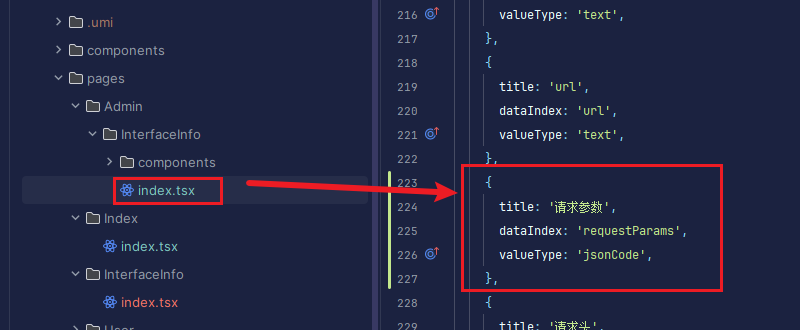 .umi
components
pages
Admin
InterfaceInfo
components
index.tsx
Index
index.tsx
InterfaceInfo
index.tsx
User
216 valueType: 'text',
217 },
218 {
219 title: 'url',
220 dataIndex: 'url',
221 valueType: 'text',
222 },
223 {
224 title: '请求参数',
225 dataIndex: 'requestParams',
226 valueType: 'jsonCode',
227 },
228 {
229 title: '请求头',